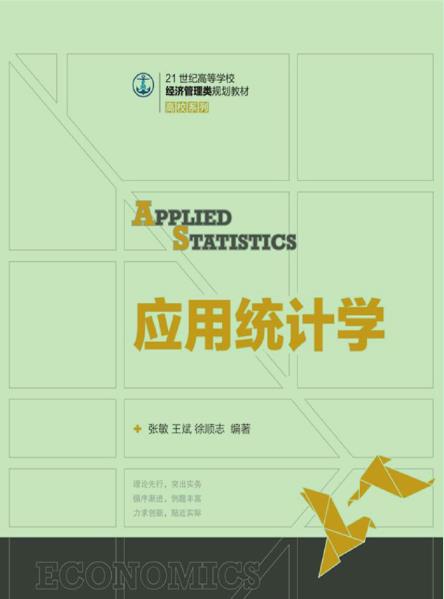 21世纪高等学校
经济管理类规划教材
高校系列
APPLIED
STATISTICS
应用统计学
张敏 王斌 徐顺志 编著
理论先行，突出实务
循序渐进，例题丰富
力求创新，贴近实际
ECONOMICS